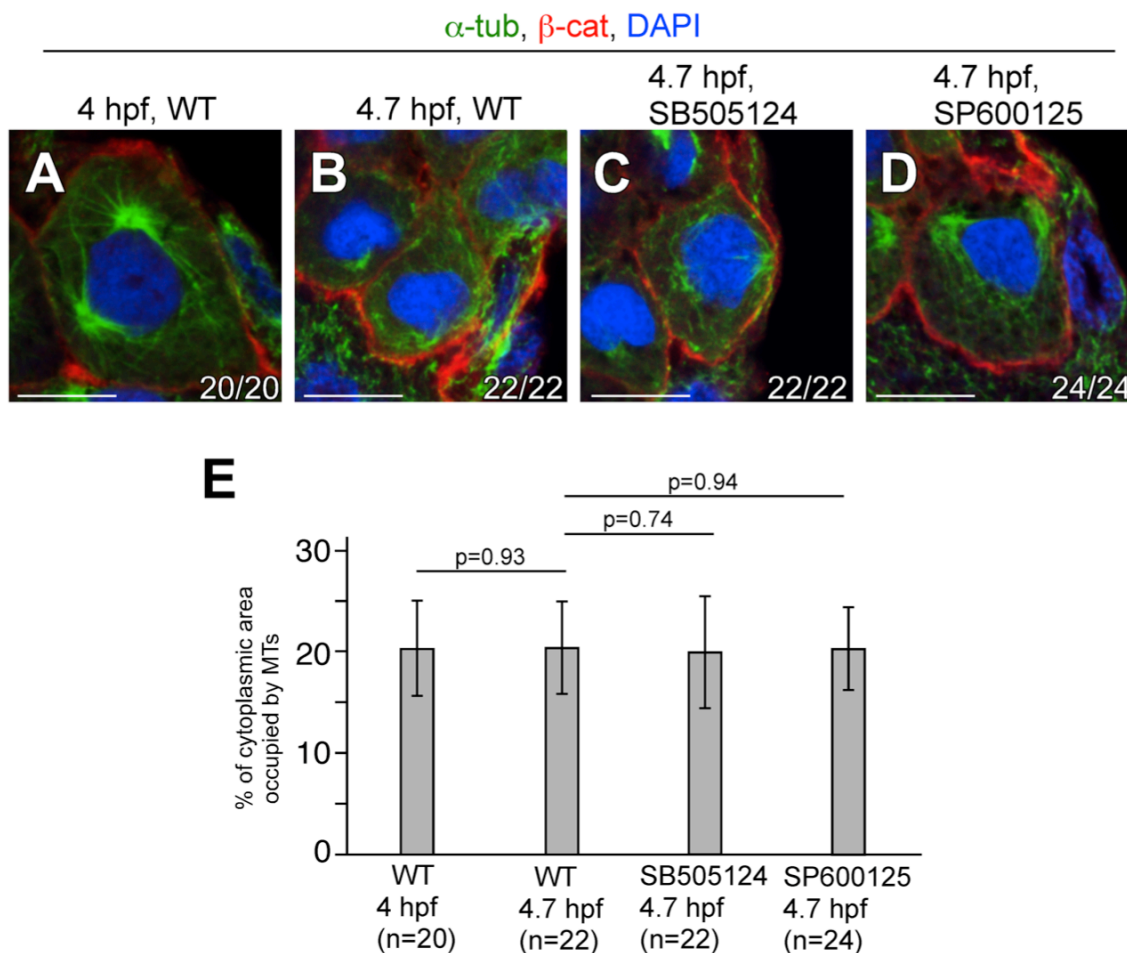 α-tub, β-cat, DAPI
4 hpf, WT
4.7 hpf, WT
4.7 hpf,
SB505124
4.7 hpf,
SP600125
A
B
C
D
20/20
22/22
22/22
24/24
E
p=0.94
p=0.74
p=0.93
% of cytoplasmic area
occupied by MTs
30
20
10
0
WT
4 hpf
(n=20)
WT
4.7 hpf
(n=22)
SB505124
4.7 hpf
(n=22)
SP600125
4.7 hpf
(n=24)